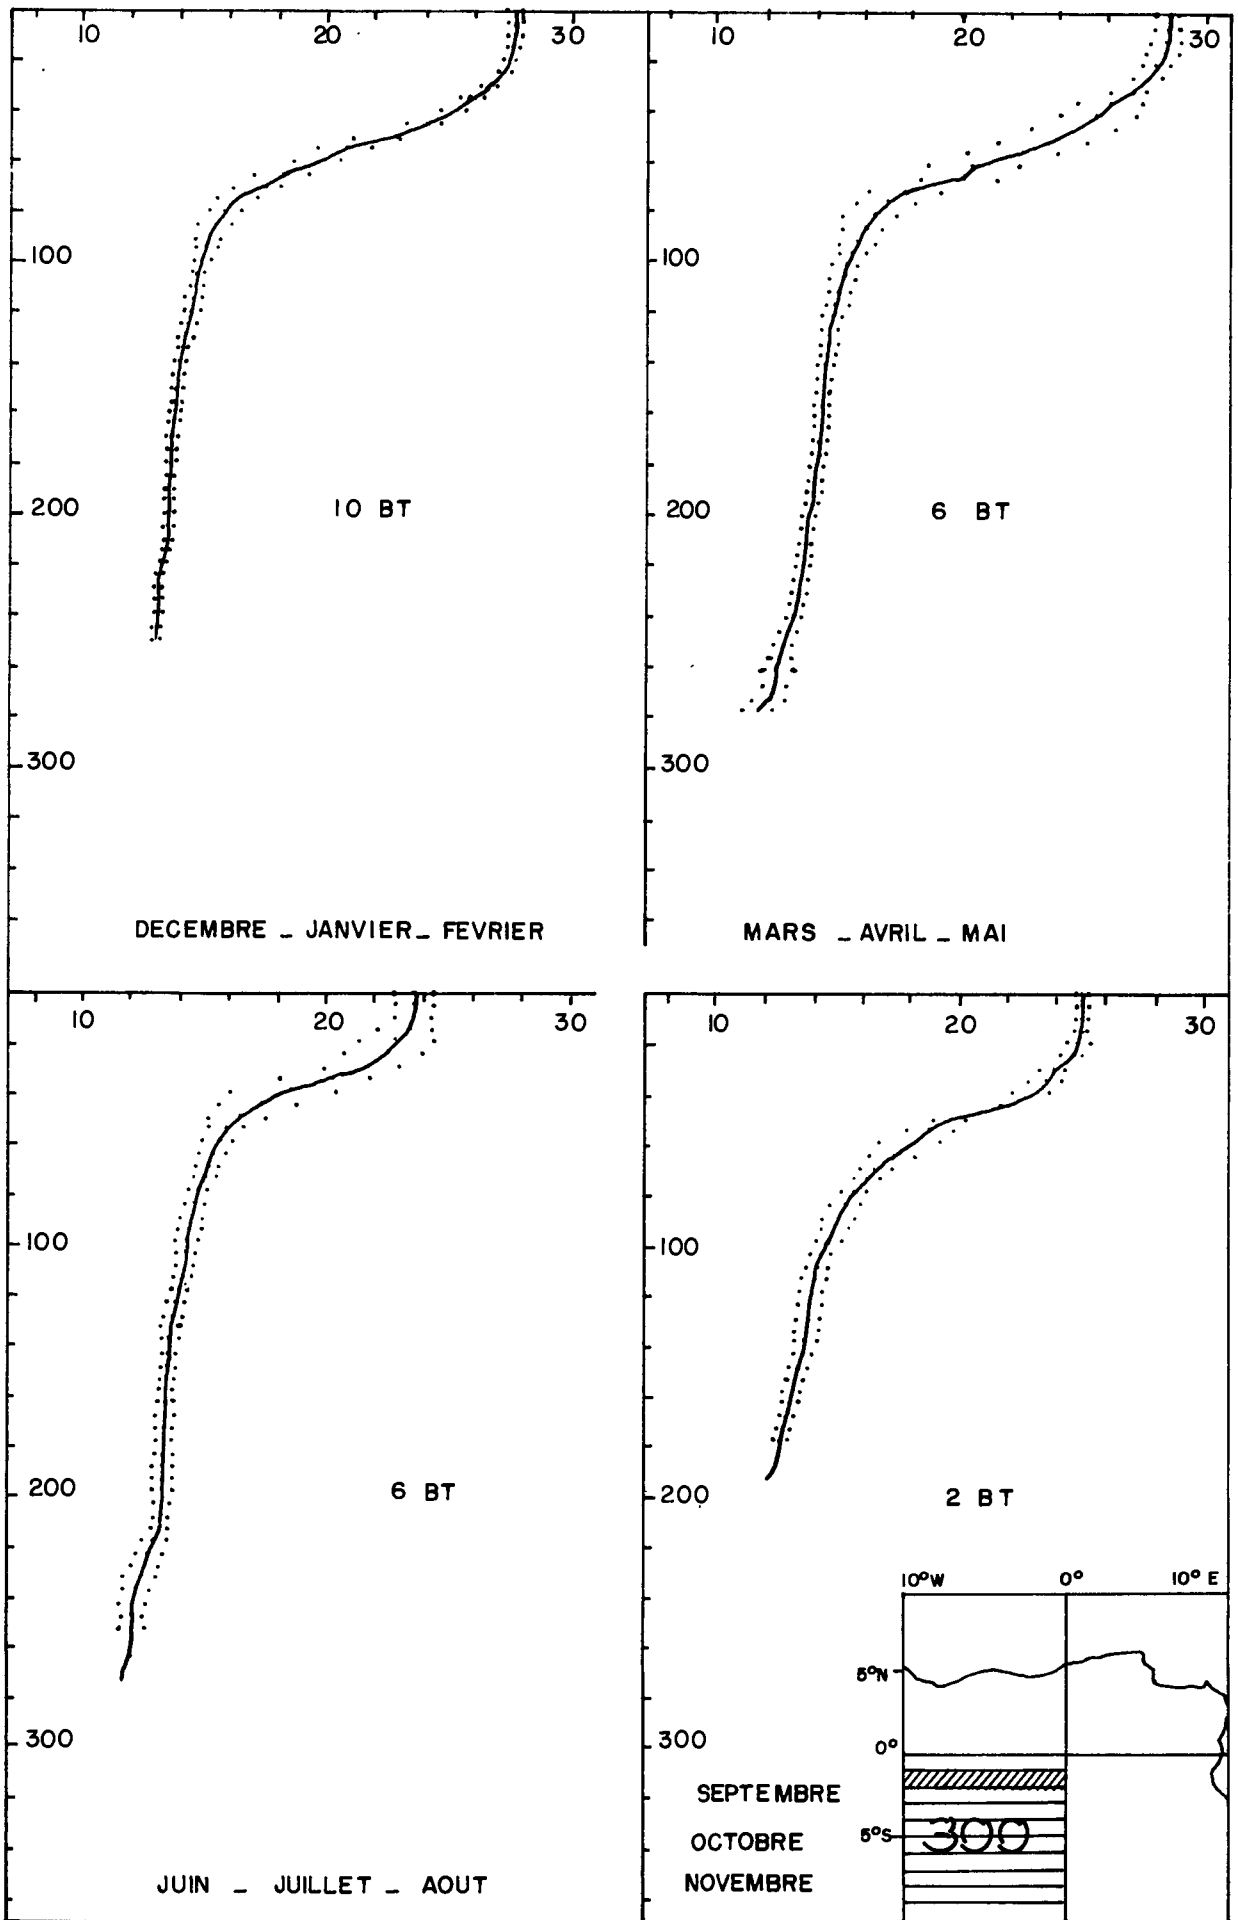 10 20 30
100
200
10 BT
300
DECEMBRE _ JANVIER _ FEVRIER
10 20 30
100
200
6 BT
300
MARS _ AVRIL _ MAI
10 20 30
100
200
6 BT
300
JUIN _ JUILLET _ AOUT
10 20 30
100
200
2 BT
300
SEPTEMBRE
OCTOBRE
NOVEMBRE
10°W 0° 10° E
5°N
0°
5°S
300